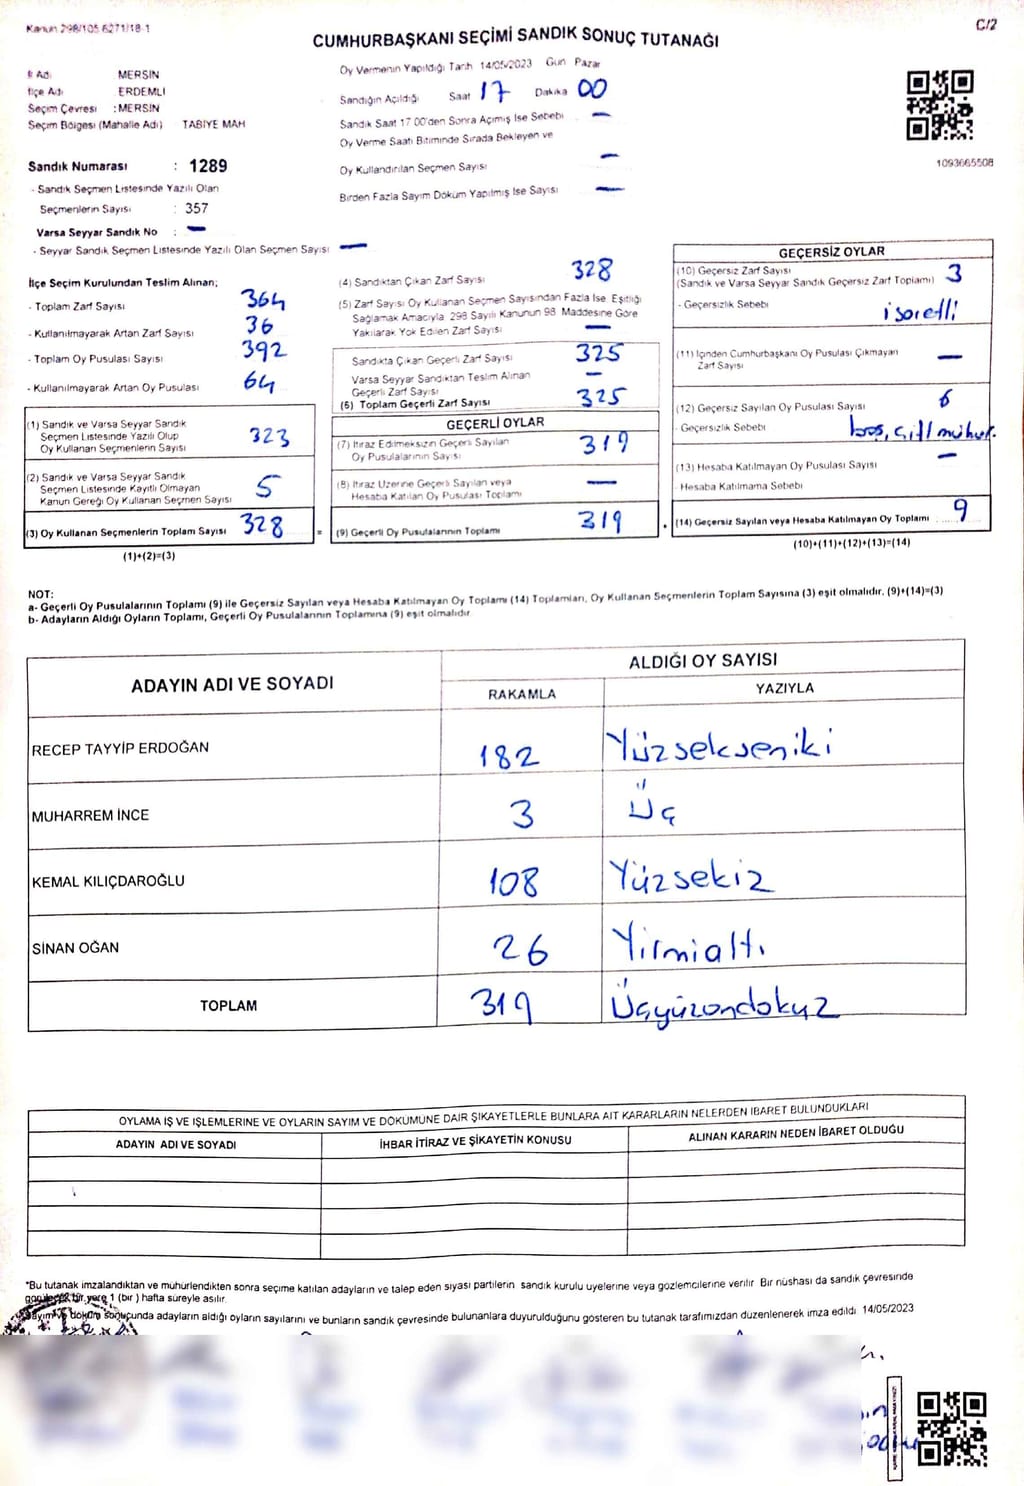 Kanun 298/105 6271/18-1
C/2
CUMHURBAŞKANI SEÇİMİ SANDIK SONUÇ TUTANAĞI
İl Adı MERSİN
İlçe Adı ERDEMLİ
Seçim Çevresi : MERSİN
Seçim Bölgesi (Mahalle Adı) TABİYE MAH
Sandık Numarası : 1289
- Sandık Seçmen Listesinde Yazılı Olan
Seçmenlerin Sayısı : 357
Varsa Seyyar Sandık No : —
- Seyyar Sandık Seçmen Listesinde Yazılı Olan Seçmen Sayısı —
Oy Vermenin Yapıldığı Tarih 14/05/2023 Gün Pazar
Sandığın Açıldığı Saat 17 Dakika 00
Sandık Saat 17 00'den Sonra Açımış İse Sebebi —
Oy Verme Saati Bitiminde Sırada Bekleyen ve
Oy Kullandırılan Seçmen Sayısı —
Birden Fazla Sayım Döküm Yapılmış İse Sayısı —
1093665508
İlçe Seçim Kurulundan Teslim Alınan;
- Toplam Zarf Sayısı 364
- Kullanılmayarak Artan Zarf Sayısı 36
- Toplam Oy Pusulası Sayısı 392
- Kullanılmayarak Artan Oy Pusulası 64
(1) Sandık ve Varsa Seyyar Sandık
Seçmen Listesinde Yazılı Olup
Oy Kullanan Seçmenlerin Sayısı 323
(2) Sandık ve Varsa Seyyar Sandık
Seçmen Listesinde Kayıtlı Olmayan
Kanun Gereği Oy Kullanan Seçmen Sayısı 5
(3) Oy Kullanan Seçmenlerin Toplam Sayısı 328
(1)+(2)=(3)
(4) Sandıktan Çıkan Zarf Sayısı 328
(5) Zarf Sayısı Oy Kullanan Seçmen Sayısından Fazla İse Eşitliği
Sağlamak Amacıyla 298 Sayılı Kanunun 98 Maddesine Göre
Yakılarak Yok Edilen Zarf Sayısı —
Sandıkta Çıkan Geçerli Zarf Sayısı 325
Varsa Seyyar Sandıktan Teslim Alınan
Geçerli Zarf Sayısı —
(6) Toplam Geçerli Zarf Sayısı 325
GEÇERLİ OYLAR
(7) İtiraz Edilmeksizin Geçerli Sayılan
Oy Pusulalarının Sayısı 319
(8) İtiraz Üzerine Geçerli Sayılan veya
Hesaba Katılan Oy Pusulası Toplamı —
= (9) Geçerli Oy Pusulalarının Toplamı 319
GEÇERSİZ OYLAR
(10) Geçersiz Zarf Sayısı
(Sandık ve Varsa Seyyar Sandık Geçersiz Zarf Toplamı) 3
- Geçersizlik Sebebi işaretli
(11) İçinden Cumhurbaşkanı Oy Pusulası Çıkmayan
Zarf Sayısı —
(12) Geçersiz Sayılan Oy Pusulası Sayısı 6
- Geçersizlik Sebebi boş, çift mühür.
(13) Hesaba Katılmayan Oy Pusulası Sayısı —
- Hesaba Katılmama Sebebi
(14) Geçersiz Sayılan veya Hesaba Katılmayan Oy Toplamı 9
(10)+(11)+(12)+(13)=(14)
NOT:
a- Geçerli Oy Pusulalarının Toplamı (9) ile Geçersiz Sayılan veya Hesaba Katılmayan Oy Toplamı (14) Toplamları, Oy Kullanan Seçmenlerin Toplam Sayısına (3) eşit olmalıdır. (9)+(14)=(3)
b- Adayların Aldığı Oyların Toplamı, Geçerli Oy Pusulalarının Toplamına (9) eşit olmalıdır.
ADAYIN ADI VE SOYADI ALDIĞI OY SAYISI
RAKAMLA YAZIYLA
RECEP TAYYİP ERDOĞAN 182 Yüzsekseniki
MUHARREM İNCE 3 Üç
KEMAL KILIÇDAROĞLU 108 Yüzsekiz
SİNAN OĞAN 26 Yirmialtı
TOPLAM 319 Üçyüzondokuz
OYLAMA İŞ VE İŞLEMLERİNE VE OYLARIN SAYIM VE DÖKÜMÜNE DAİR ŞİKAYETLERLE BUNLARA AİT KARARLARIN NELERDEN İBARET BULUNDUKLARI
ADAYIN ADI VE SOYADI İHBAR İTİRAZ VE ŞİKAYETİN KONUSU ALINAN KARARIN NEDEN İBARET OLDUĞU
*Bu tutanak imzalandıktan ve mühürlendikten sonra seçime katılan adayların ve talep eden siyasi partilerin sandık kurulu üyelerine veya gözlemcilerine verilir. Bir nüshası da sandık çevresinde
görülecek bir yere 1 (bir) hafta süreyle asılır.
Sayım ve döküm sonucunda adayların aldığı oyların sayılarını ve bunların sandık çevresinde bulunanlara duyurulduğunu gösteren bu tutanak tarafımızdan düzenlenerek imza edildi 14/05/2023